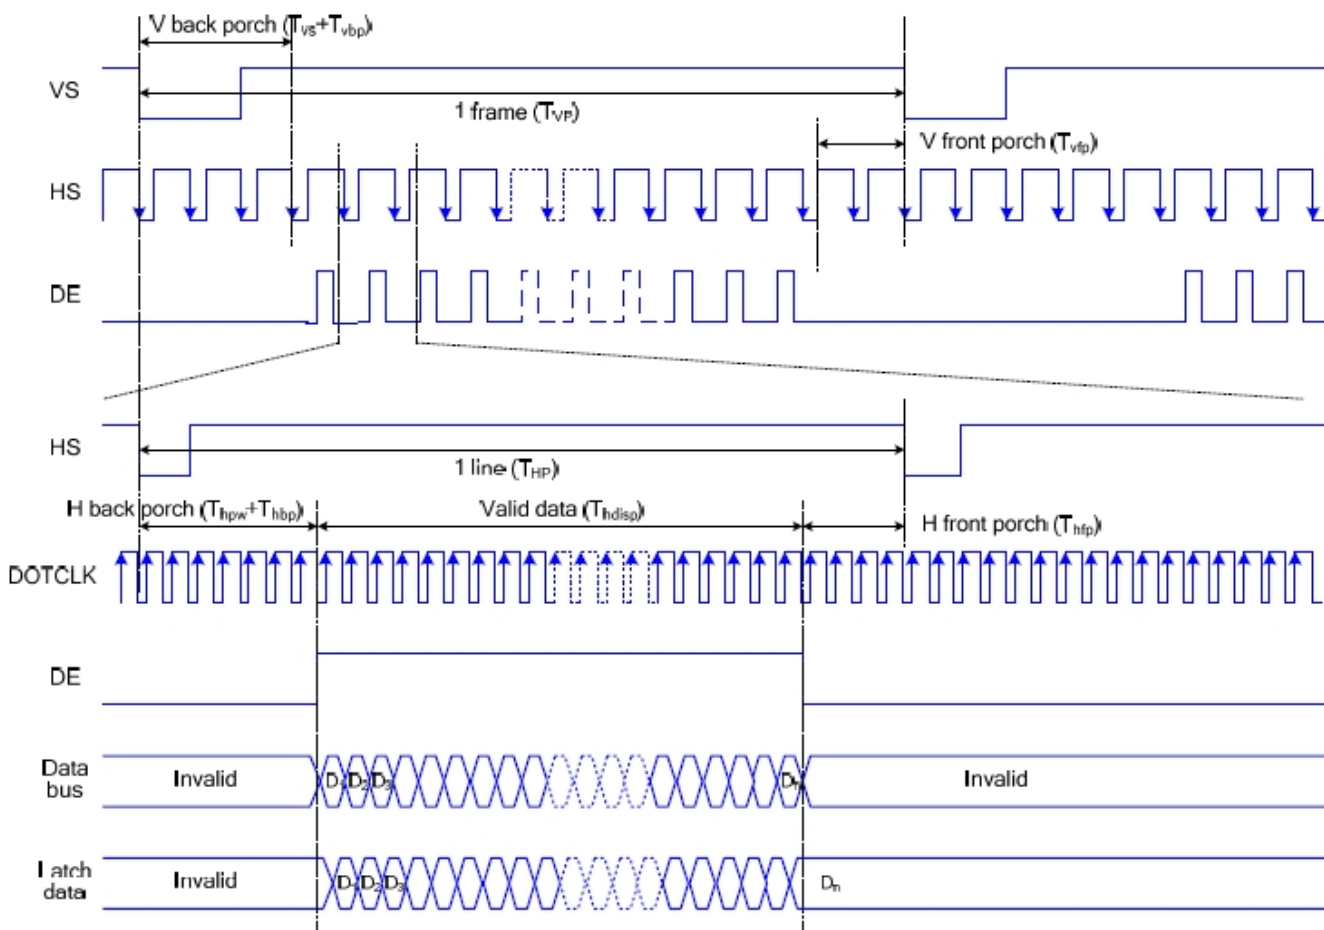 V back porch (Tvs+Tvbp)
VS
1 frame (TVP)
V front porch (Tvfp)
HS
DE
HS
1 line (THP)
H back porch (Thpw+Thbp)
Valid data (Thdisp)
H front porch (Thfp)
DOTCLK
DE
Data
bus
Invalid
D1 D2 D3
Dn
Invalid
Latch
data
Invalid
D1 D2 D3
Dn